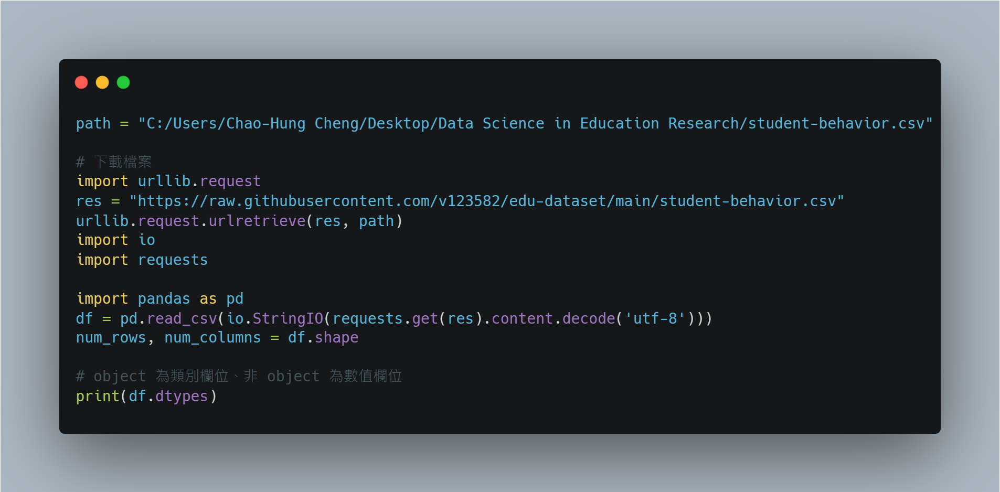 path = "C:/Users/Chao-Hung Cheng/Desktop/Data Science in Education Research/student-behavior.csv"
# 下載檔案
import urllib.request
res = "https://raw.githubusercontent.com/v123582/edu-dataset/main/student-behavior.csv"
urllib.request.urlretrieve(res, path)
import io
import requests
import pandas as pd
df = pd.read_csv(io.StringIO(requests.get(res).content.decode('utf-8')))
num_rows, num_columns = df.shape
# object 為類別欄位、非 object 為數值欄位
print(df.dtypes)